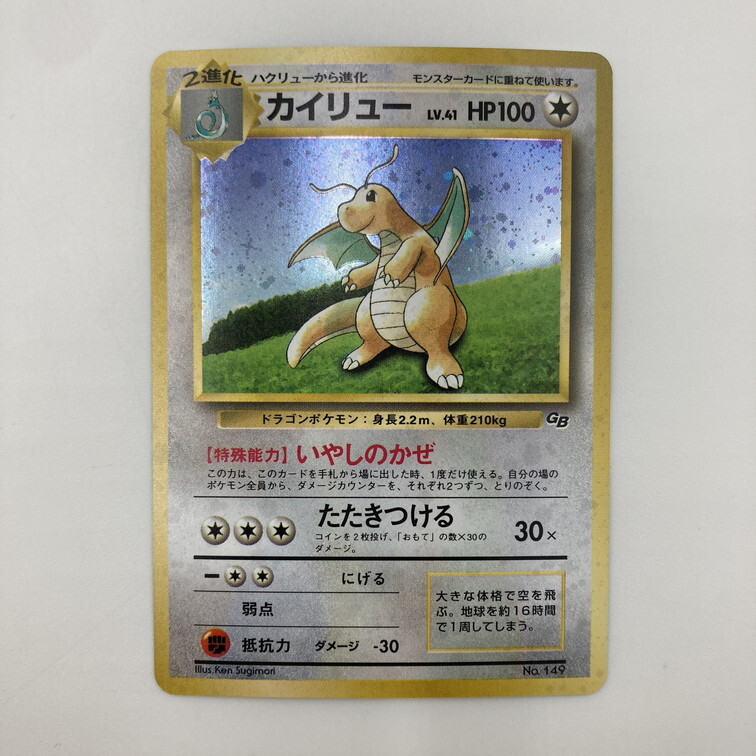 2進化 ハクリューから進化 モンスターカードに重ねて使います。
カイリュー LV.41 HP100
ドラゴンポケモン：身長2.2m、体重210kg
GB
【特殊能力】いやしのかぜ
この力は、このカードを手札から場に出した時、1度だけ使える。自分の場の
ポケモン全員から、ダメージカウンターを、それぞれ2つずつ、とりのぞく。
たたきつける 30×
コインを2枚投げ、「おもて」の数×30の
ダメージ。
にげる
弱点
抵抗力 ダメージ -30
大きな体格で空を飛
ぶ。地球を約16時間
で1周してしまう。
Illus. Ken Sugimori No. 149